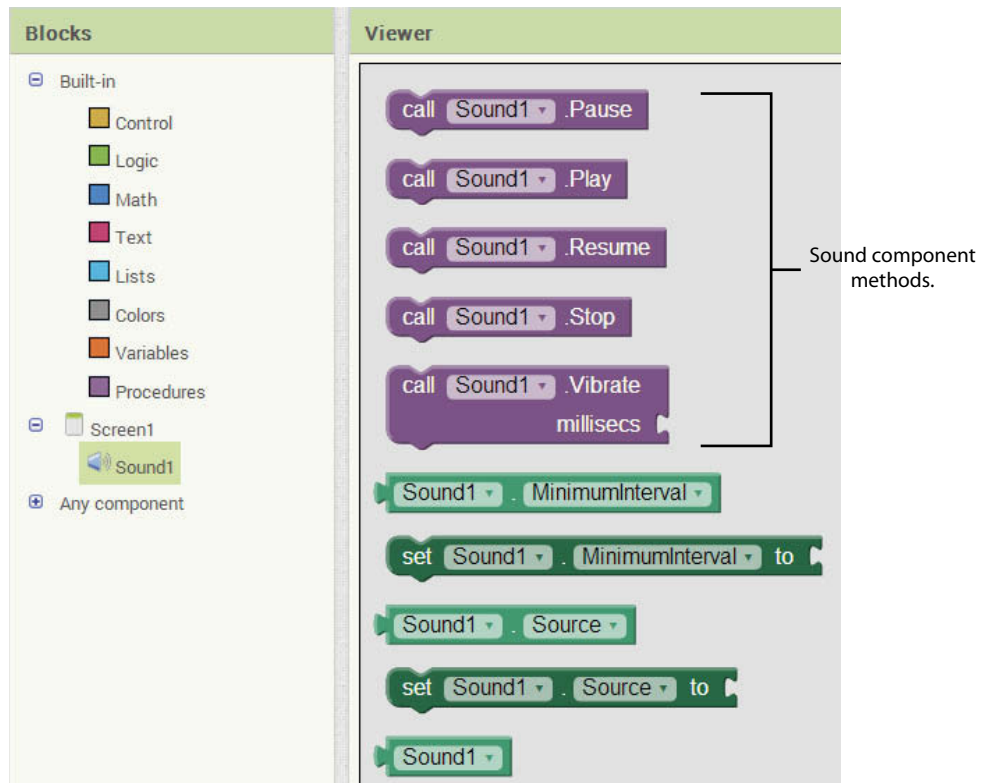 Blocks
Built-in
Control
Logic
Math
Text
Lists
Colors
Variables
Procedures
Screen1
Sound1
Any component
Viewer
call Sound1 .Pause
call Sound1 .Play
call Sound1 .Resume
call Sound1 .Stop
call Sound1 .Vibrate
millisecs
Sound1 . MinimumInterval
set Sound1 . MinimumInterval to
Sound1 . Source
set Sound1 . Source to
Sound1
Sound component
methods.